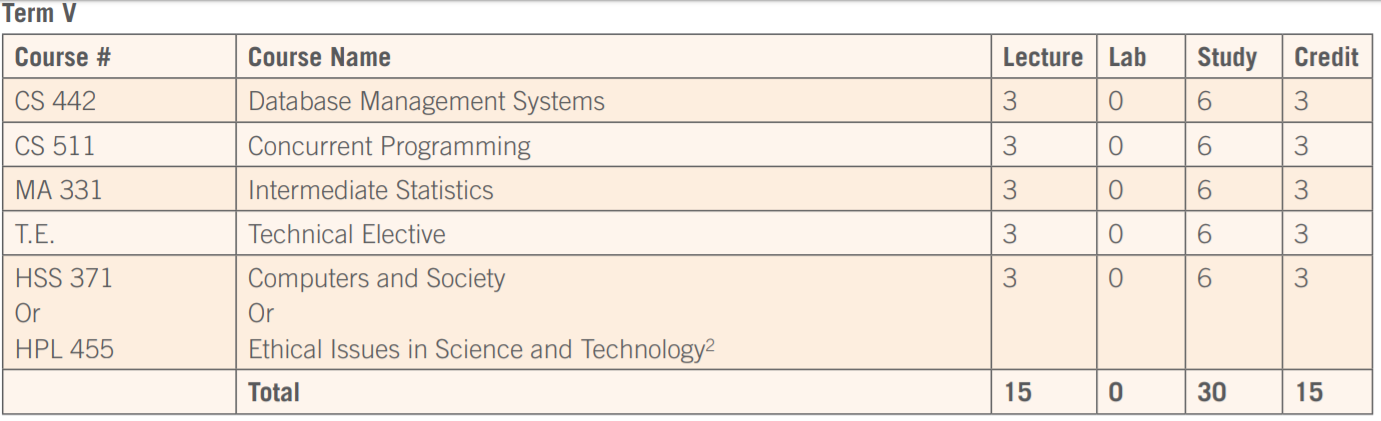 Term V
Course # Course Name Lecture Lab Study Credit
CS 442 Database Management Systems 3 0 6 3
CS 511 Concurrent Programming 3 0 6 3
MA 331 Intermediate Statistics 3 0 6 3
T.E. Technical Elective 3 0 6 3
HSS 371 Computers and Society 3 0 6 3
Or Or
HPL 455 Ethical Issues in Science and Technology²
Total 15 0 30 15